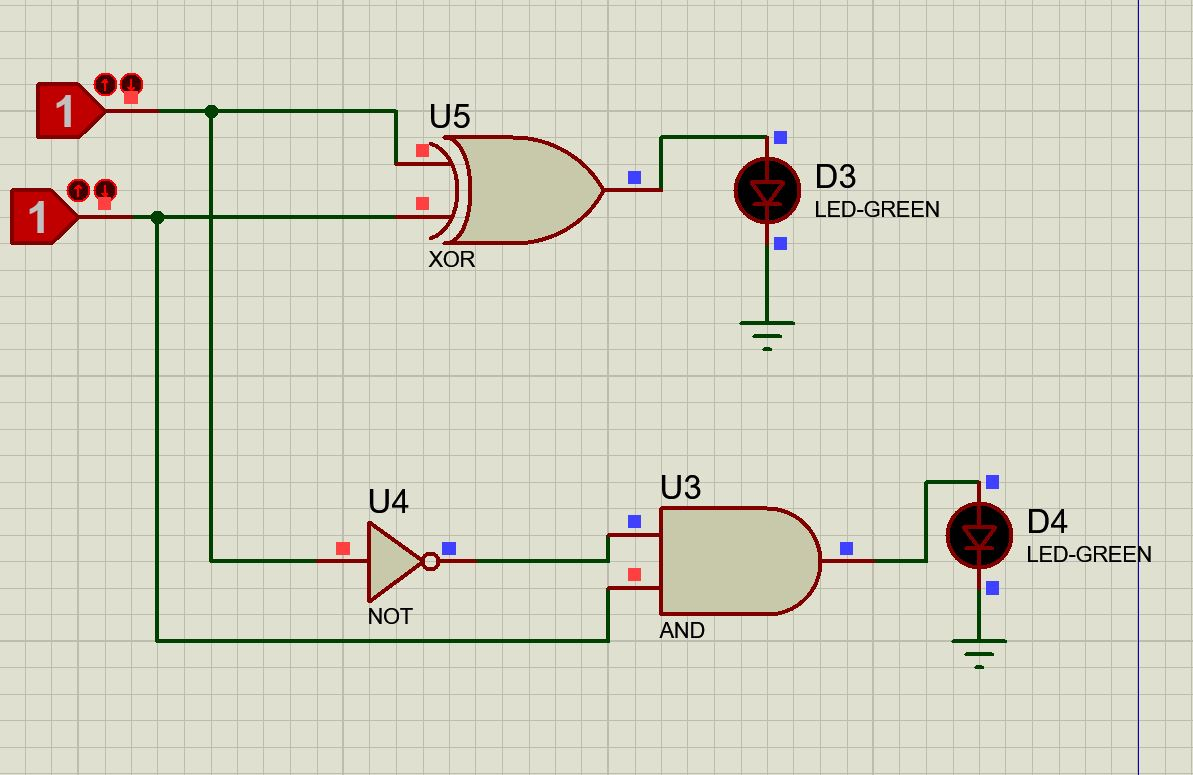 1
U5
1
D3
LED-GREEN
XOR
U4
U3
D4
LED-GREEN
NOT
AND